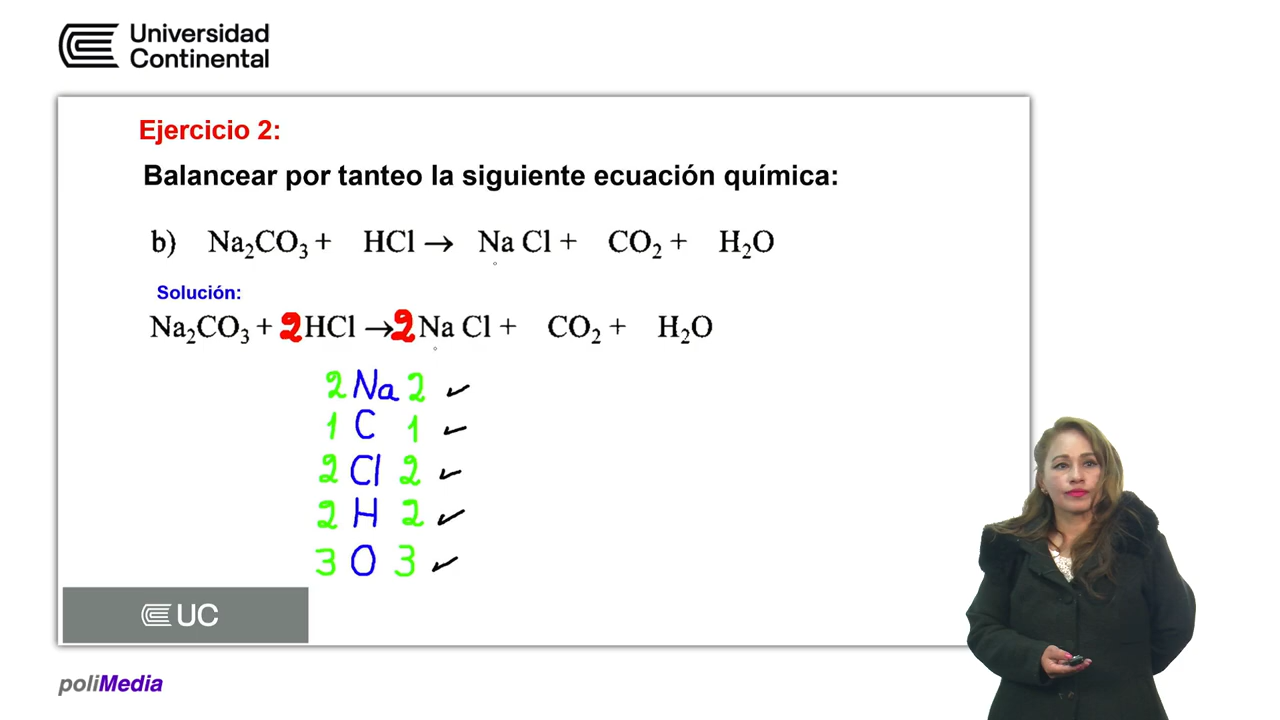 Universidad
Continental
Ejercicio 2:
Balancear por tanteo la siguiente ecuación química:
b) Na₂CO₃ + HCl → Na Cl + CO₂ + H₂O
Solución:
Na₂CO₃ + 2HCl → 2Na Cl + CO₂ + H₂O
2 Na 2 ✓
1 C 1 ✓
2 Cl 2 ✓
2 H 2 ✓
3 O 3 ✓
UC
poliMedia